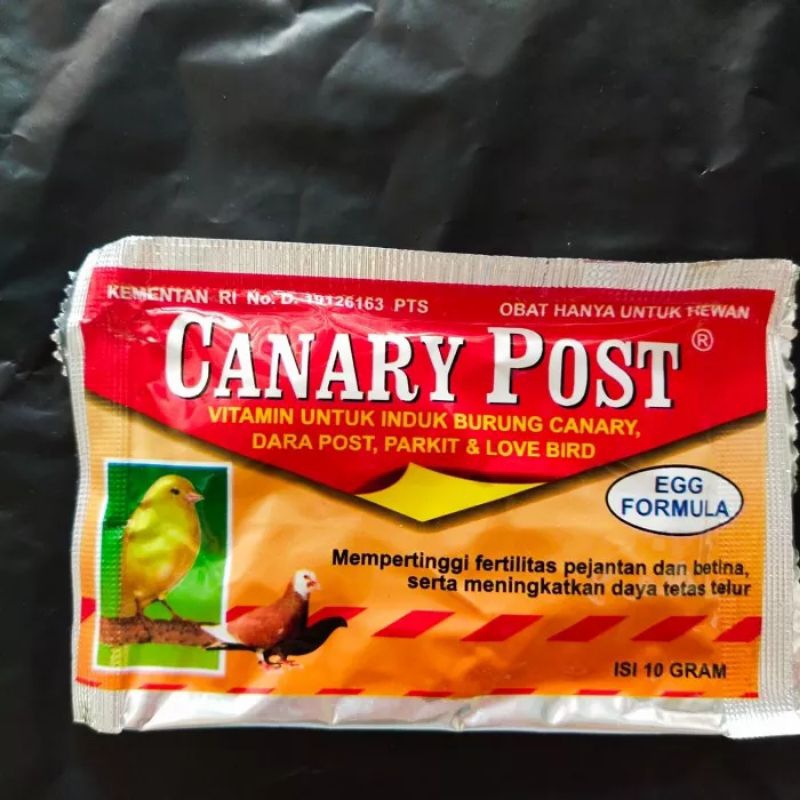 KEMENTAN RI No. D. 19126163 PTS
OBAT HANYA UNTUK HEWAN
CANARY POST ®
VITAMIN UNTUK INDUK BURUNG CANARY,
DARA POST, PARKIT & LOVE BIRD
EGG
FORMULA
Mempertinggi fertilitas pejantan dan betina,
serta meningkatkan daya tetas telur
ISI 10 GRAM